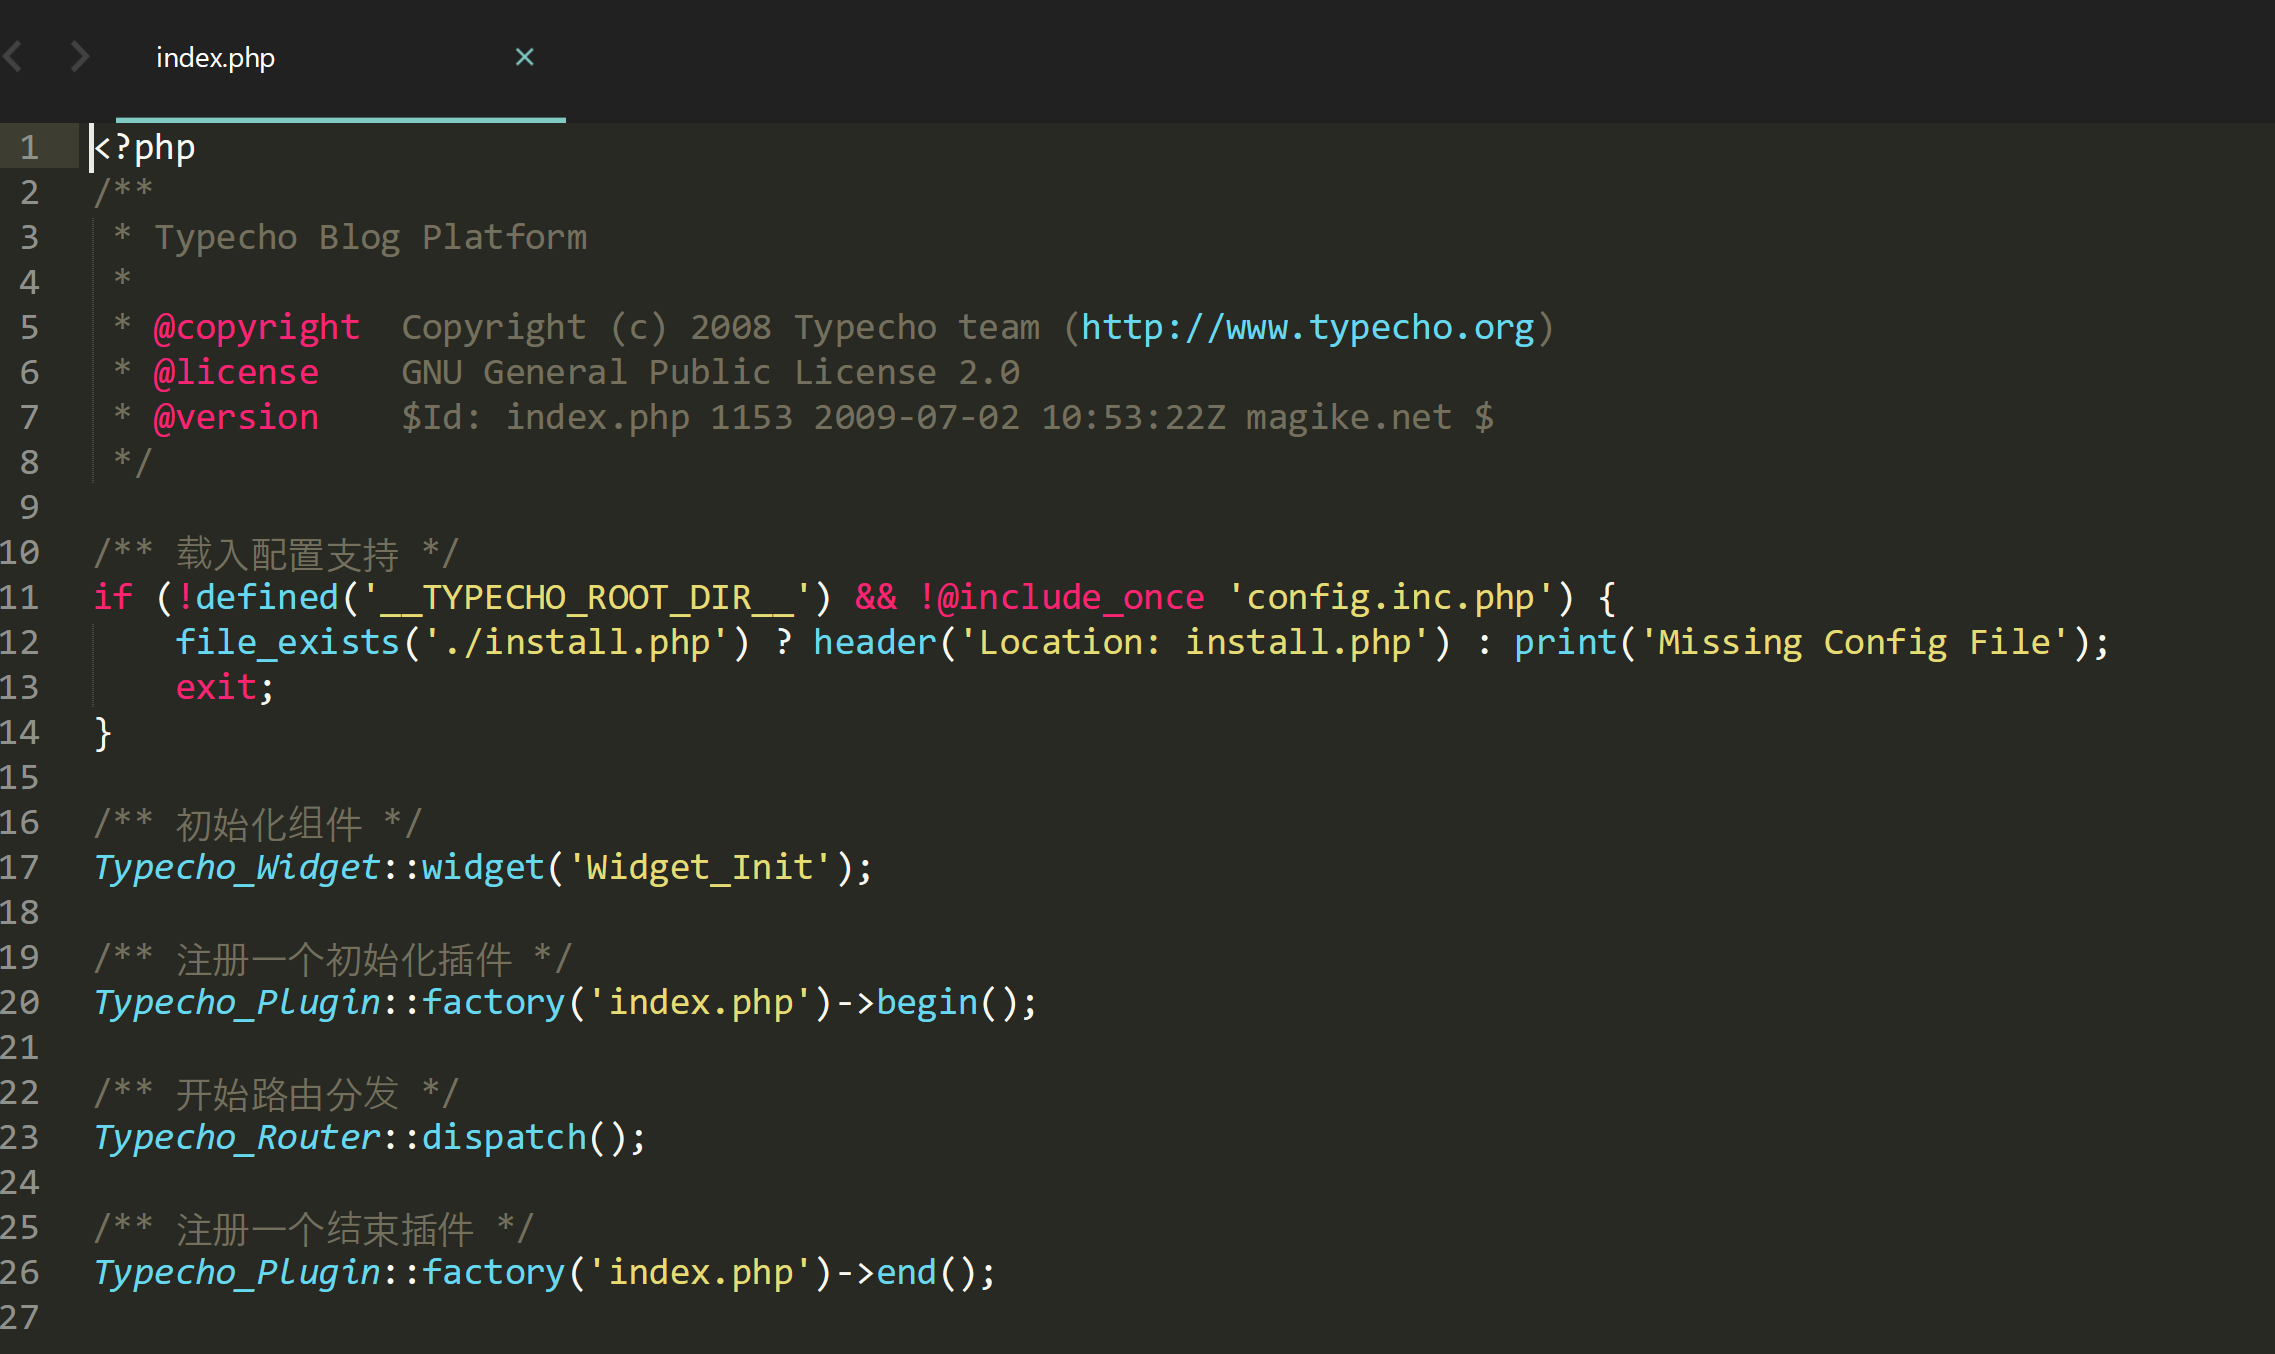 index.php
1 <?php
2 /**
3  * Typecho Blog Platform
4  *
5  * @copyright  Copyright (c) 2008 Typecho team (http://www.typecho.org)
6  * @license    GNU General Public License 2.0
7  * @version    $Id: index.php 1153 2009-07-02 10:53:22Z magike.net $
8  */
9
10 /** 载入配置支持 */
11 if (!defined('__TYPECHO_ROOT_DIR__') && !@include_once 'config.inc.php') {
12     file_exists('./install.php') ? header('Location: install.php') : print('Missing Config File');
13     exit;
14 }
15
16 /** 初始化组件 */
17 Typecho_Widget::widget('Widget_Init');
18
19 /** 注册一个初始化插件 */
20 Typecho_Plugin::factory('index.php')->begin();
21
22 /** 开始路由分发 */
23 Typecho_Router::dispatch();
24
25 /** 注册一个结束插件 */
26 Typecho_Plugin::factory('index.php')->end();
27